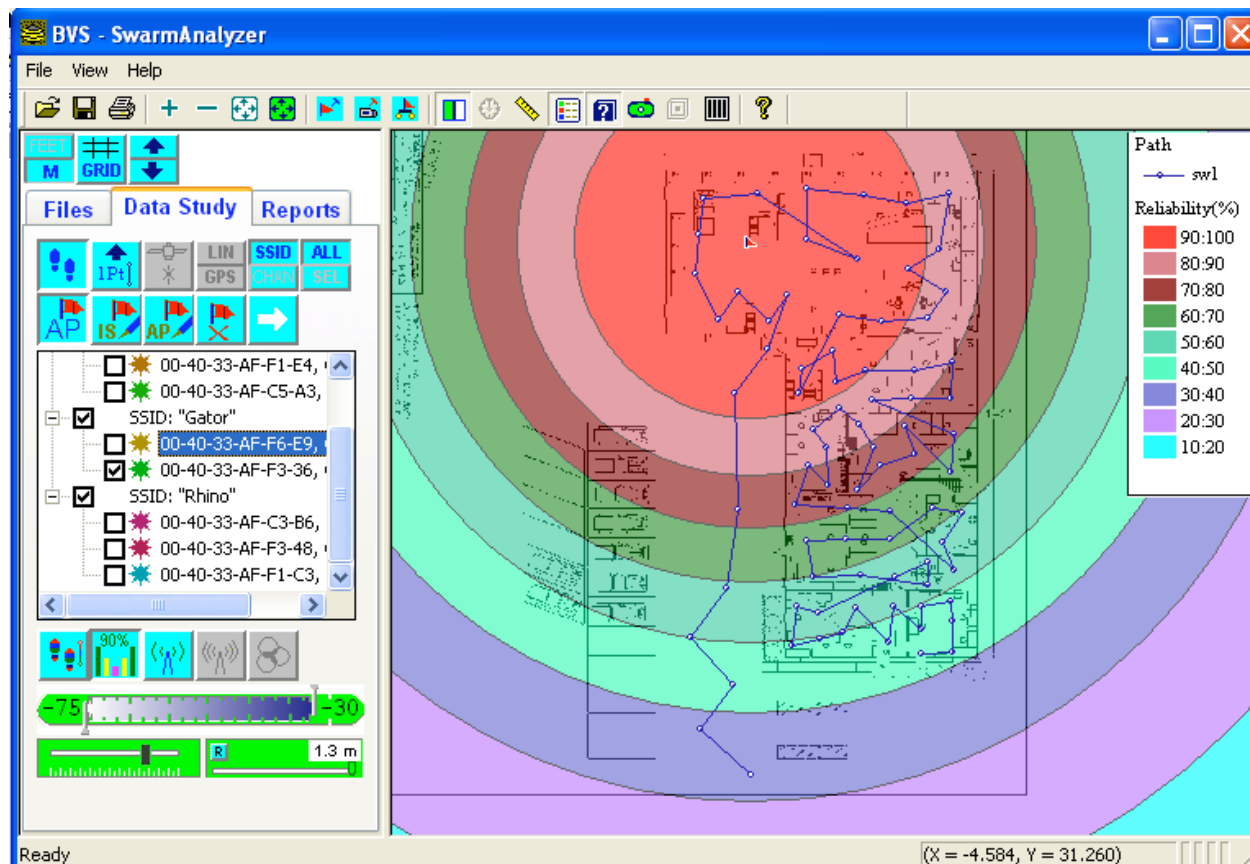 BVS - SwarmAnalyzer
File View Help
FEET
M
GRID
Files Data Study Reports
1Pt
LIN
GPS
SSID
CHAN
ALL
SEL
AP
IS
AP
00-40-33-AF-F1-E4,
00-40-33-AF-C5-A3,
SSID: "Gator"
00-40-33-AF-F6-E9,
00-40-33-AF-F3-36,
SSID: "Rhino"
00-40-33-AF-C3-B6,
00-40-33-AF-F3-48,
00-40-33-AF-F1-C3,
90%
-75
-30
R
1.3 m
Path
sw1
Reliability(%)
90:100
80:90
70:80
60:70
50:60
40:50
30:40
20:30
10:20
Ready
(X = -4.584, Y = 31.260)